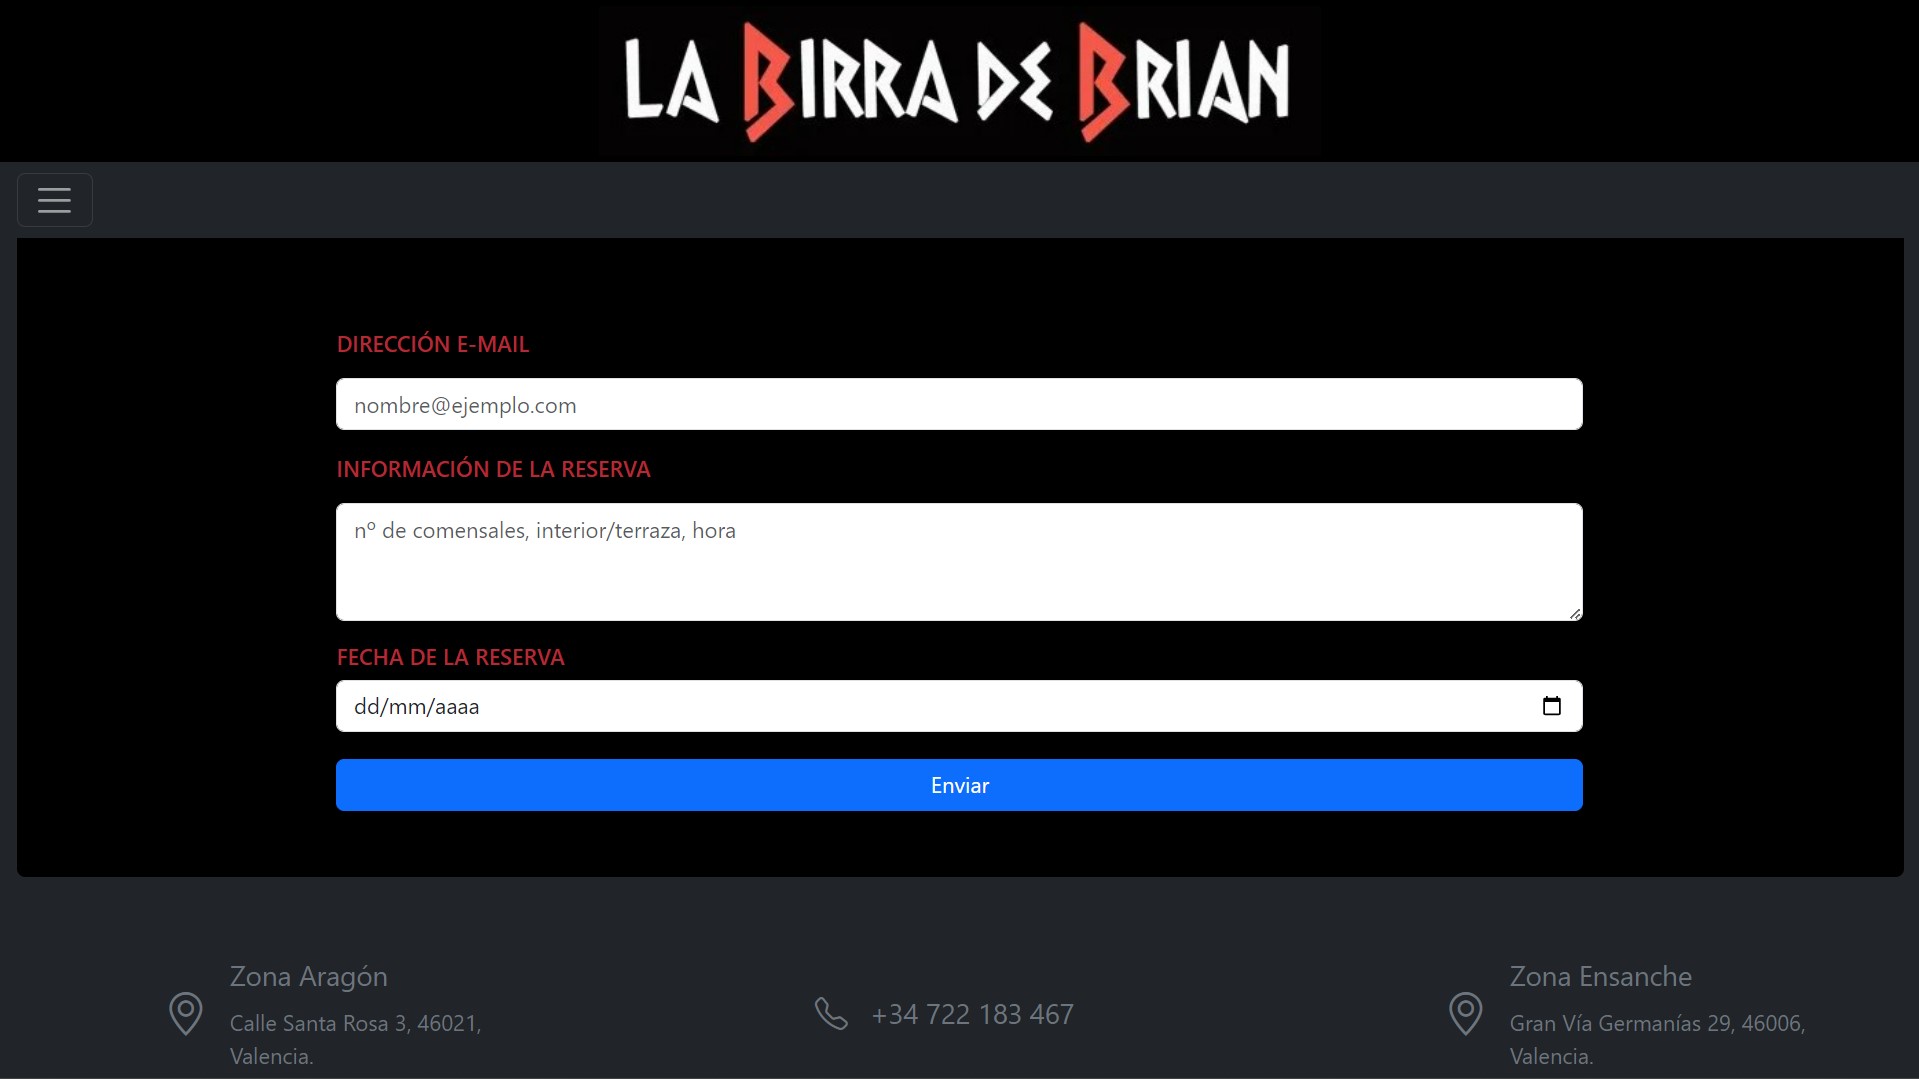 LA BIRRA DE BRIAN
DIRECCIÓN E-MAIL
nombre@ejemplo.com
INFORMACIÓN DE LA RESERVA
nº de comensales, interior/terraza, hora
FECHA DE LA RESERVA
dd/mm/aaaa
Enviar
Zona Aragón
Calle Santa Rosa 3, 46021,
Valencia.
+34 722 183 467
Zona Ensanche
Gran Vía Germanías 29, 46006,
Valencia.